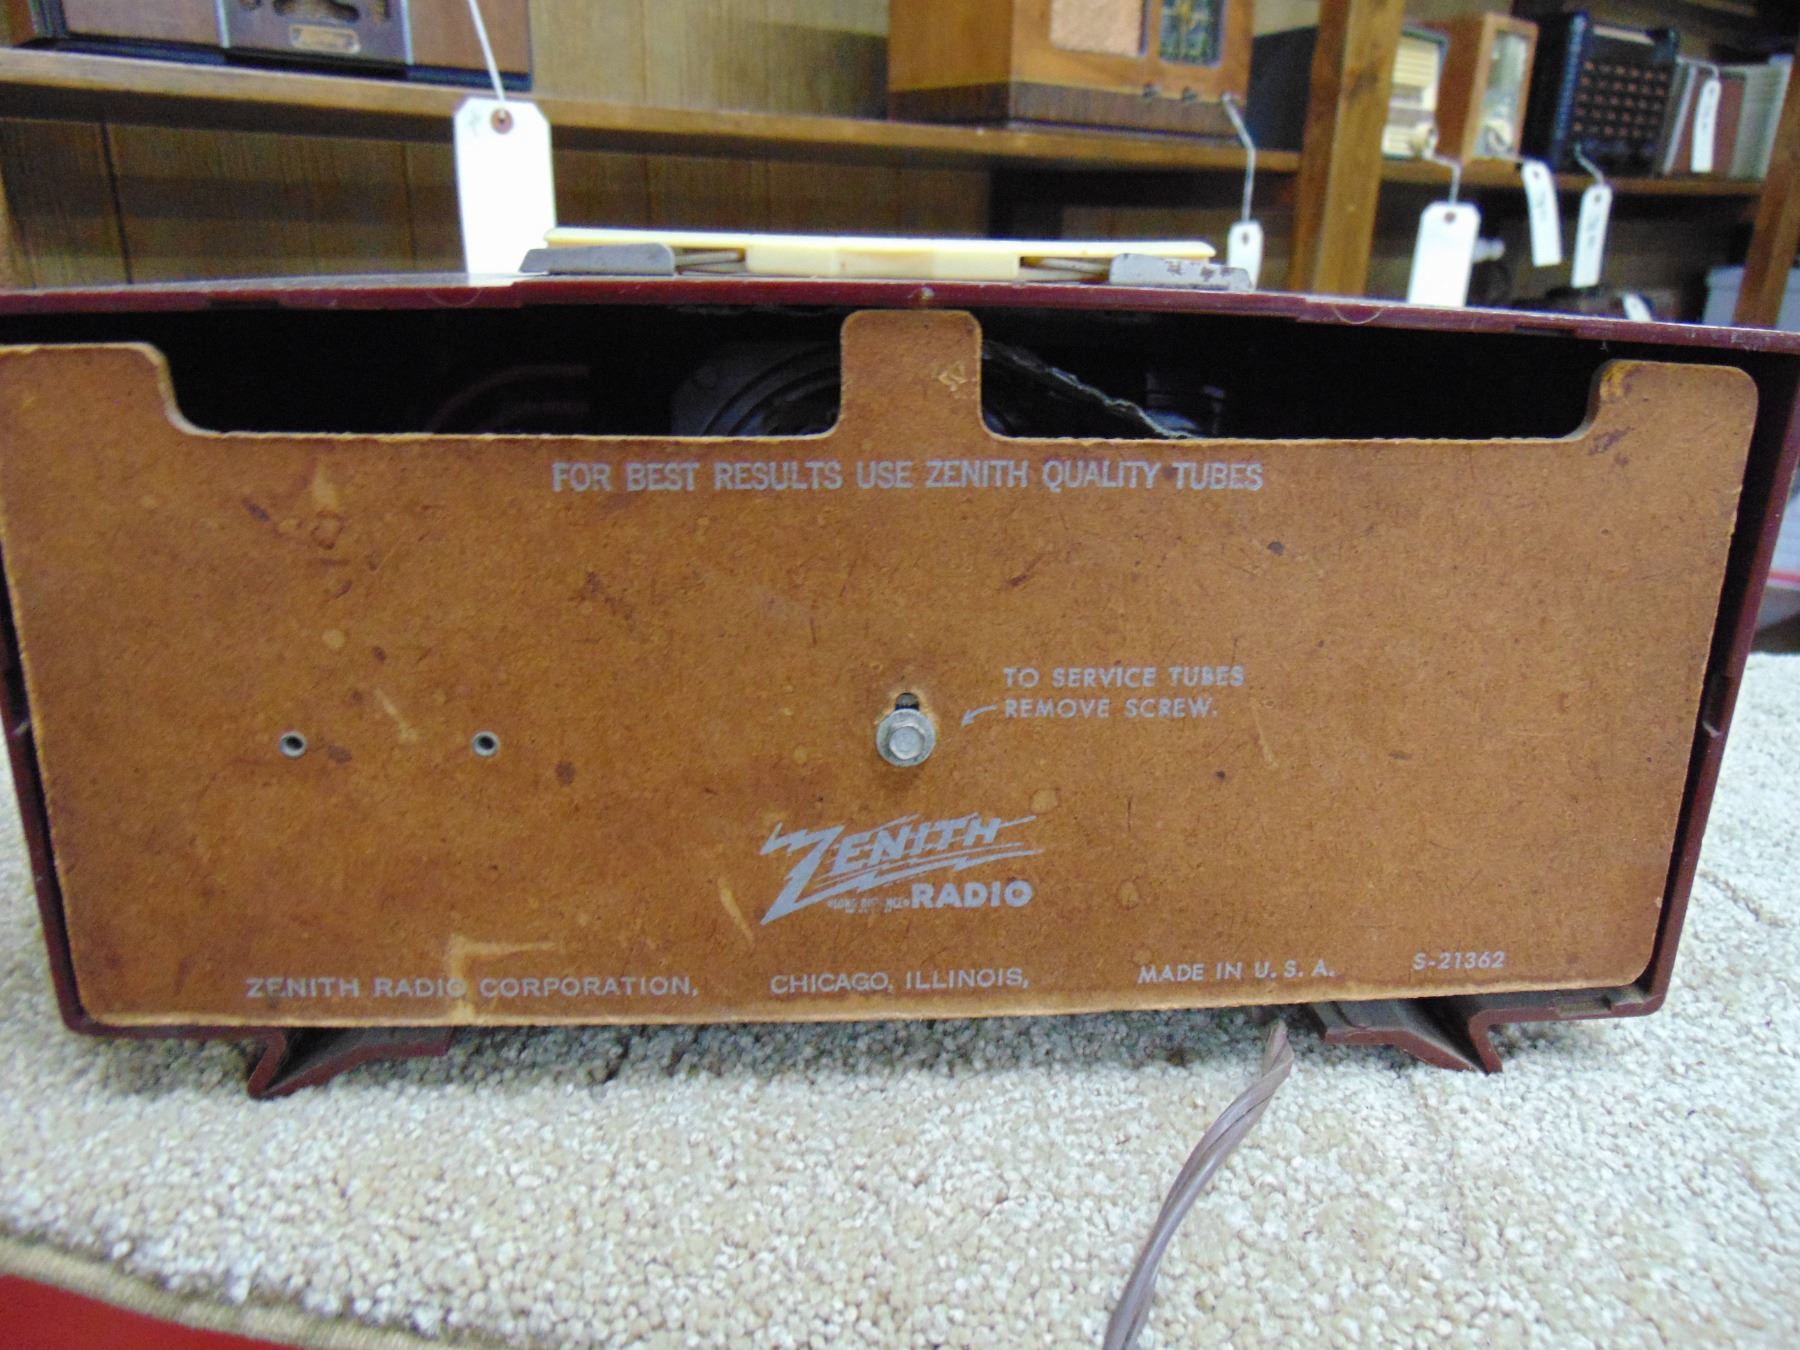 FOR BEST RESULTS USE ZENITH QUALITY TUBES
TO SERVICE TUBES
REMOVE SCREW.
ZENITH
RADIO
ZENITH RADIO CORPORATION, CHICAGO, ILLINOIS, MADE IN U.S.A. S-21362